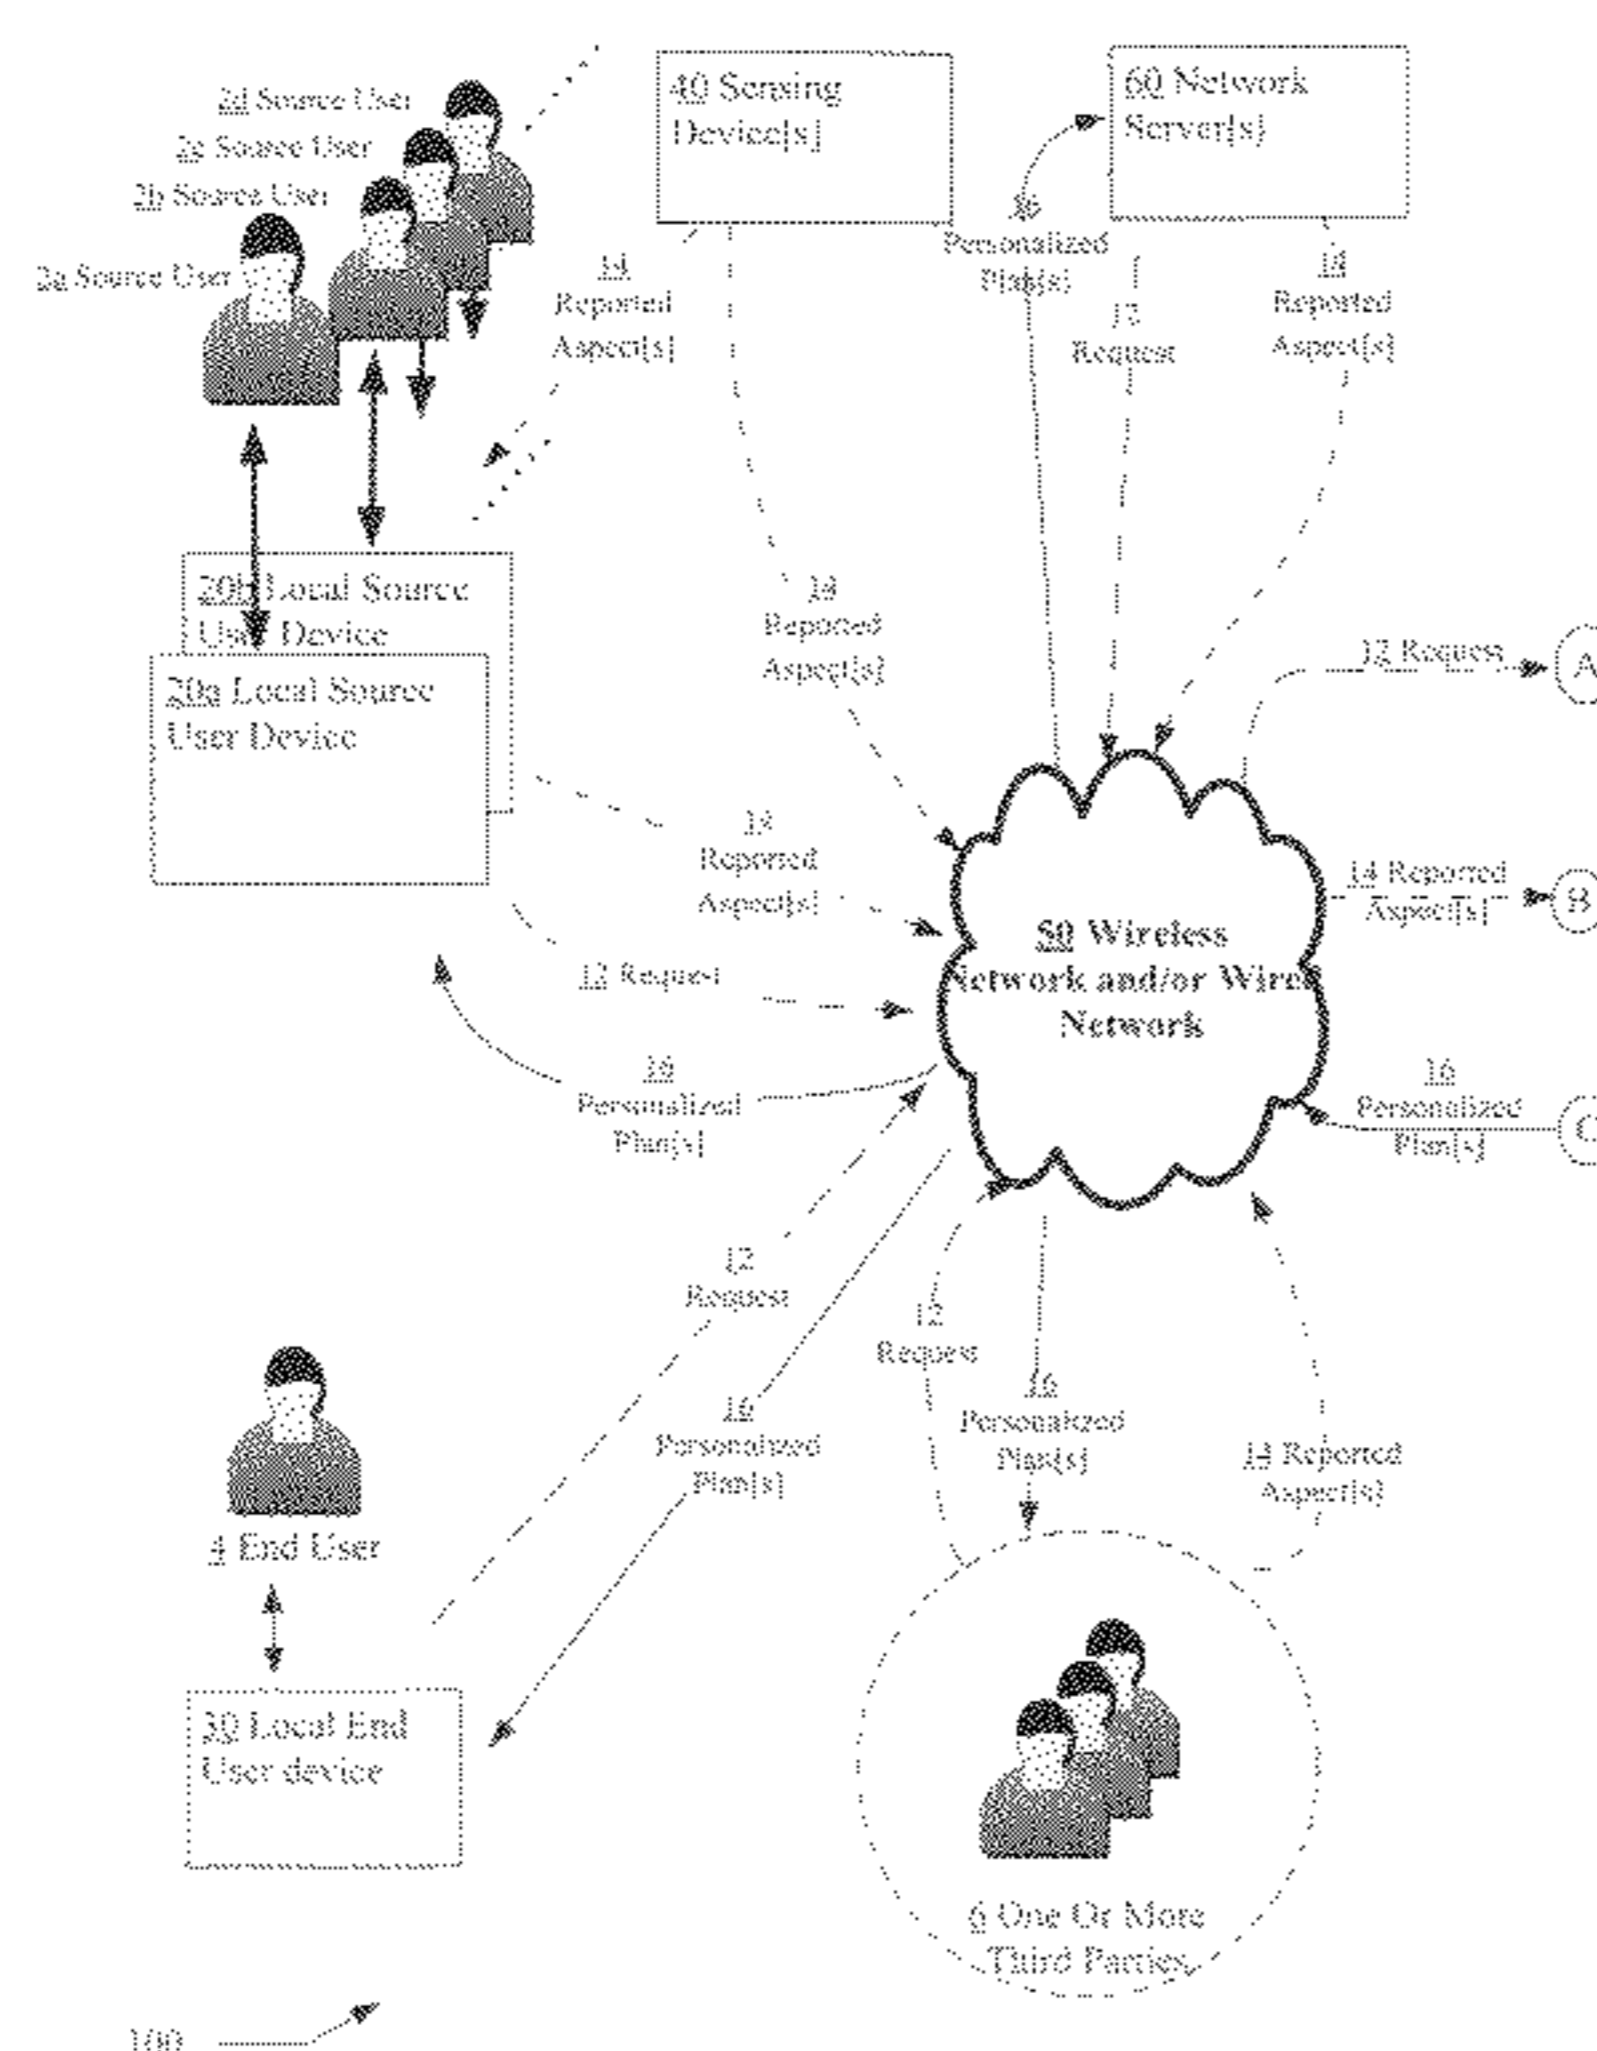 2d Source User
2c Source User
2b Source User
2a Source User
40 Sensing
Device[s]
60 Network
Server[s]
14
Reported
Aspect[s]
16
Personalized
Plan[s]
12
Request
14
Reported
Aspect[s]
20b Local Source
User Device
20a Local Source
User Device
14
Reported
Aspect[s]
12 Request
A
14
Reported
Aspect[s]
14 Reported
Aspect[s]
B
50 Wireless
Network and/or Wired
Network
12 Request
16
Personalized
Plan[s]
16
Personalized
Plan[s]
C
12
Request
12
Request
16
Personalized
Plan[s]
16
Personalized
Plan[s]
14 Reported
Aspect[s]
4 End User
30 Local End
User device
6 One Or More
Third Parties
100